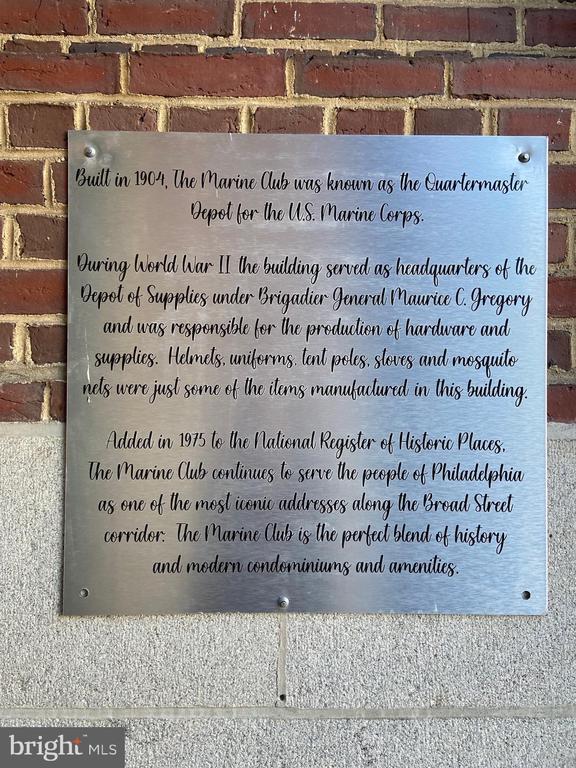 Built in 1904, The Marine Club was known as the Quartermaster
Depot for the U.S. Marine Corps.
During World War II the building served as headquarters of the
Depot of Supplies under Brigadier General Maurice C. Gregory
and was responsible for the production of hardware and
supplies. Helmets, uniforms, tent poles, stoves and mosquito
nets were just some of the items manufactured in this building.
Added in 1975 to the National Register of Historic Places,
The Marine Club continues to serve the people of Philadelphia
as one of the most iconic addresses along the Broad Street
corridor: The Marine Club is the perfect blend of history
and modern condominiums and amenities.
bright MLS